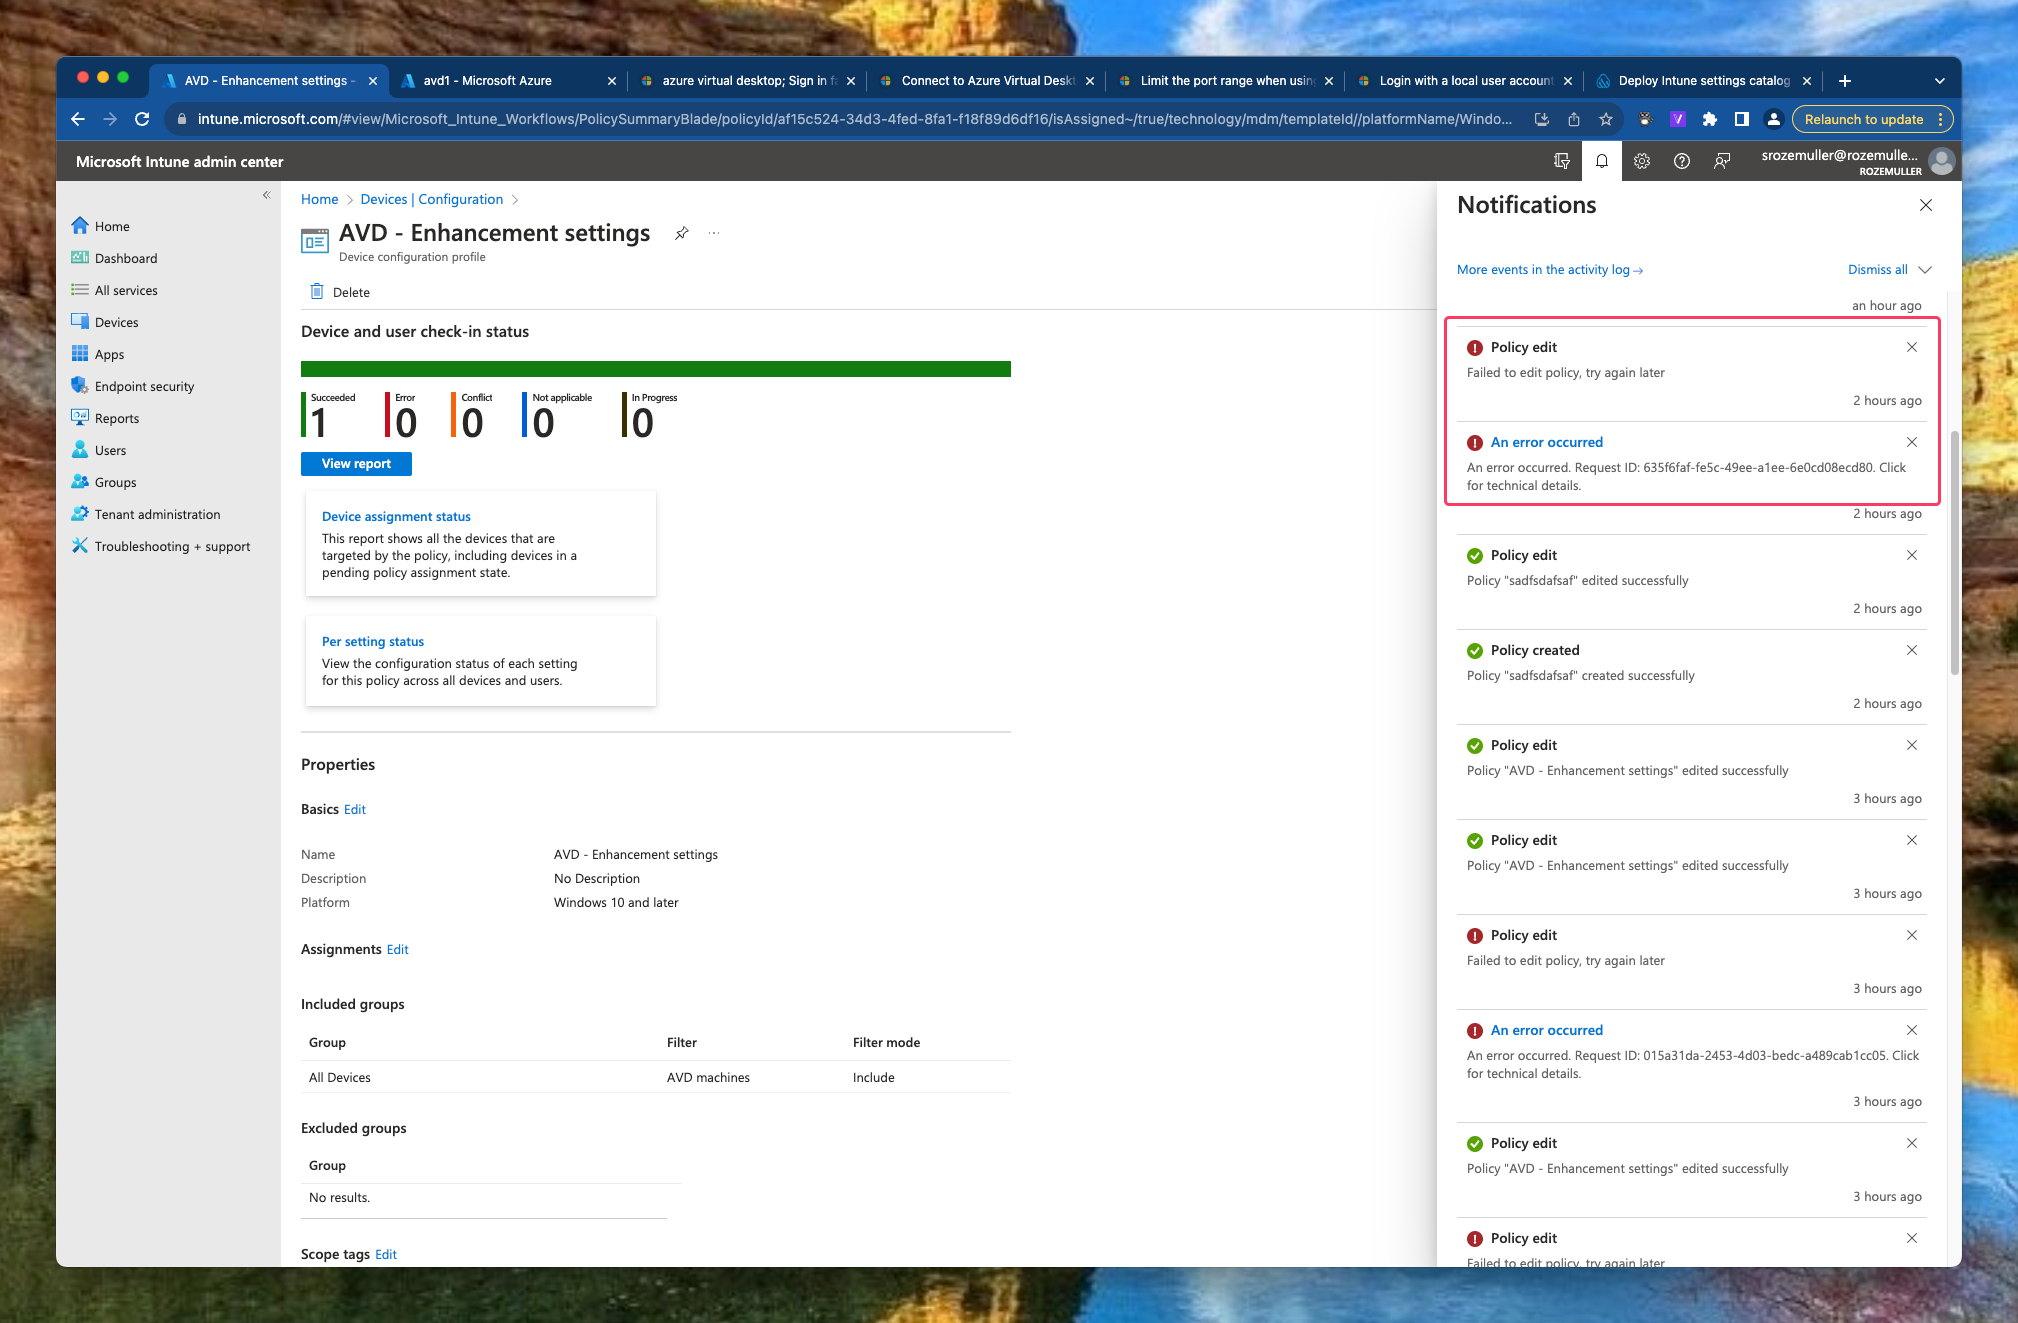 AVD - Enhancement settings -
avd1 - Microsoft Azure
azure virtual desktop; Sign in f
Connect to Azure Virtual Deskt
Limit the port range when usin
Login with a local user account
Deploy Intune settings catalog
intune.microsoft.com/#view/Microsoft_Intune_Workflows/PolicySummaryBlade/policyId/af15c524-34d3-4fed-8fa1-f18f89d6df16/isAssigned~/true/technology/mdm/templateId//platformName/Windo...
Relaunch to update
Microsoft Intune admin center
srozemuller@rozemulle...
ROZEMULLER
Home
Dashboard
All services
Devices
Apps
Endpoint security
Reports
Users
Groups
Tenant administration
Troubleshooting + support
Home > Devices | Configuration >
AVD - Enhancement settings
Device configuration profile
Delete
Device and user check-in status
Succeeded
1
Error
0
Conflict
0
Not applicable
0
In Progress
0
View report
Device assignment status
This report shows all the devices that are
targeted by the policy, including devices in a
pending policy assignment state.
Per setting status
View the configuration status of each setting
for this policy across all devices and users.
Properties
Basics Edit
Name AVD - Enhancement settings
Description No Description
Platform Windows 10 and later
Assignments Edit
Included groups
Group Filter Filter mode
All Devices AVD machines Include
Excluded groups
Group
No results.
Scope tags Edit
Notifications
More events in the activity log →
Dismiss all
an hour ago
Policy edit
Failed to edit policy, try again later
2 hours ago
An error occurred
An error occurred. Request ID: 635f6faf-fe5c-49ee-a1ee-6e0cd08ecd80. Click
for technical details.
2 hours ago
Policy edit
Policy "sadfsdafsaf" edited successfully
2 hours ago
Policy created
Policy "sadfsdafsaf" created successfully
2 hours ago
Policy edit
Policy "AVD - Enhancement settings" edited successfully
3 hours ago
Policy edit
Policy "AVD - Enhancement settings" edited successfully
3 hours ago
Policy edit
Failed to edit policy, try again later
3 hours ago
An error occurred
An error occurred. Request ID: 015a31da-2453-4d03-bedc-a489cab1cc05. Click
for technical details.
3 hours ago
Policy edit
Policy "AVD - Enhancement settings" edited successfully
3 hours ago
Policy edit
Failed to edit policy, try again later